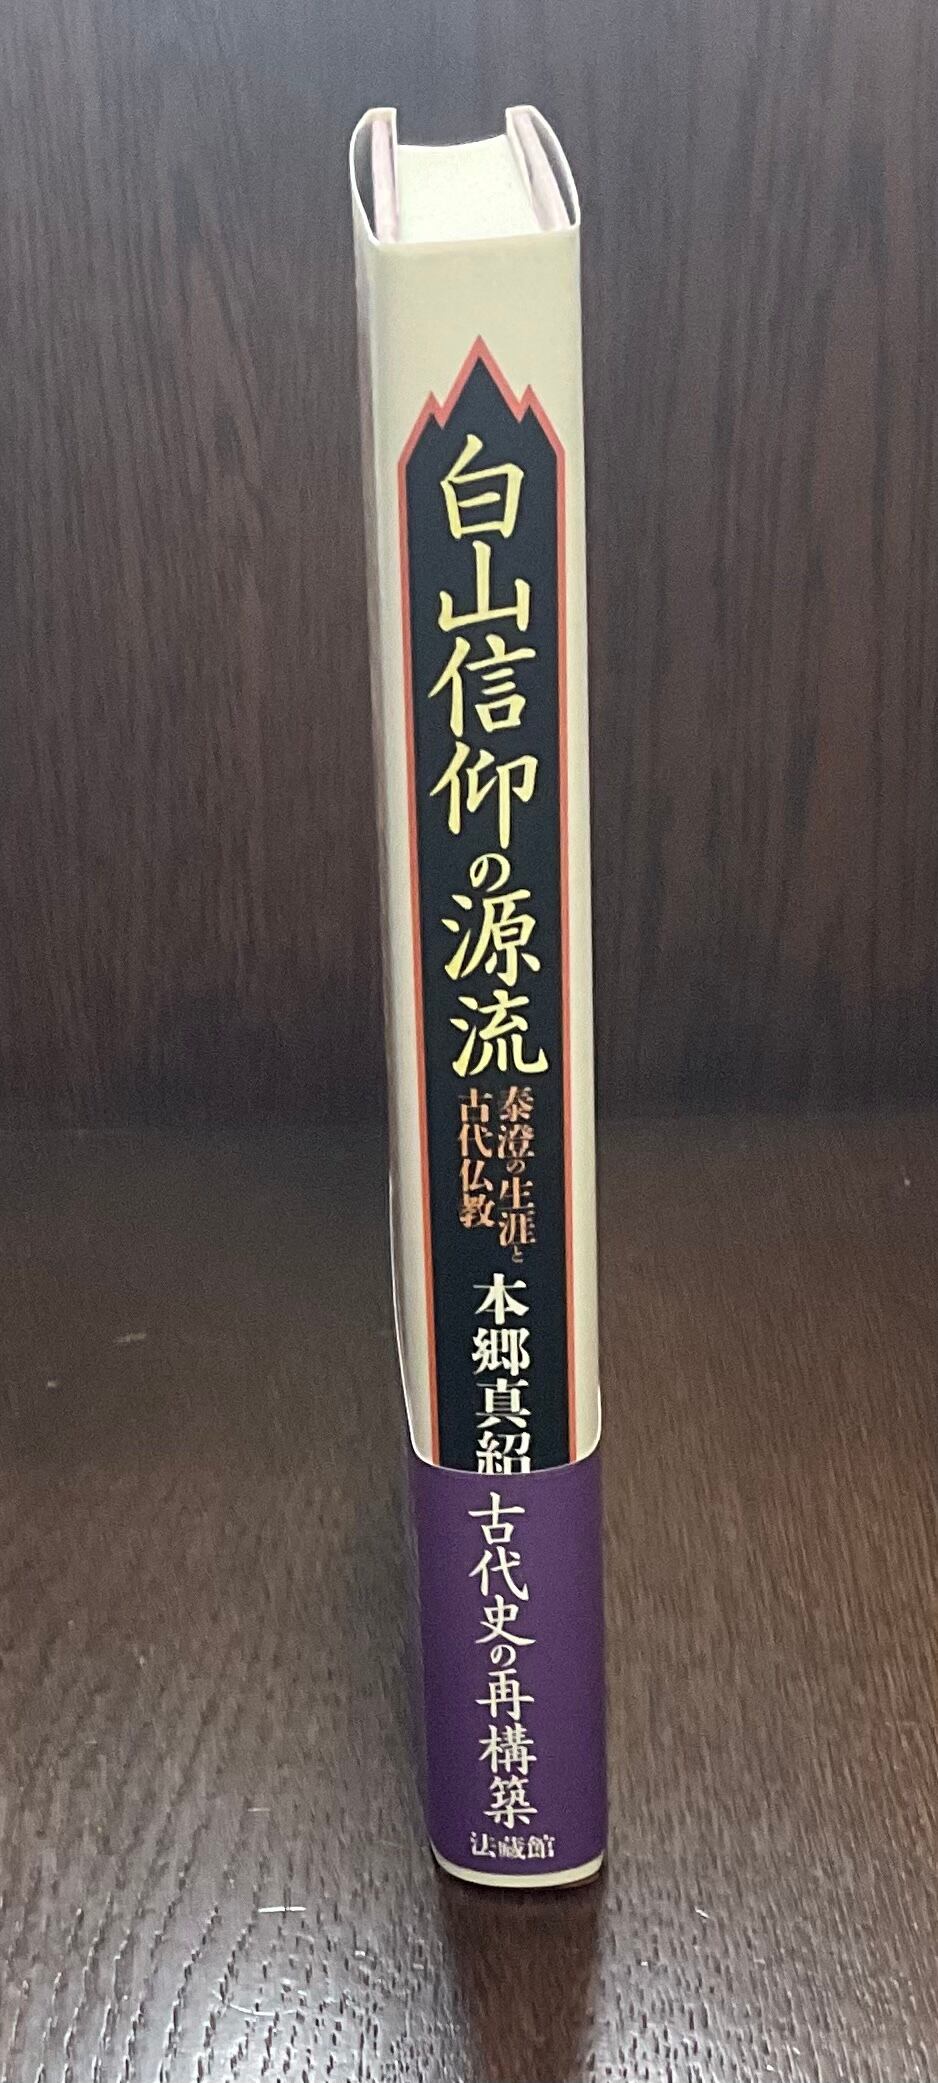 白山信仰の源流
泰澄の生涯と
古代仏教
本郷真紹
古代史の再構築
法藏館